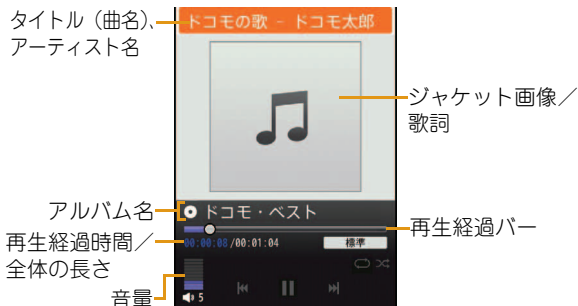 タイトル（曲名）、
アーティスト名
ドコモの歌 － ドコモ太郎
ジャケット画像／
歌詞
アルバム名
ドコモ・ベスト
再生経過バー
再生経過時間／
全体の長さ
00:00:08/00:01:04
標準
音量
5